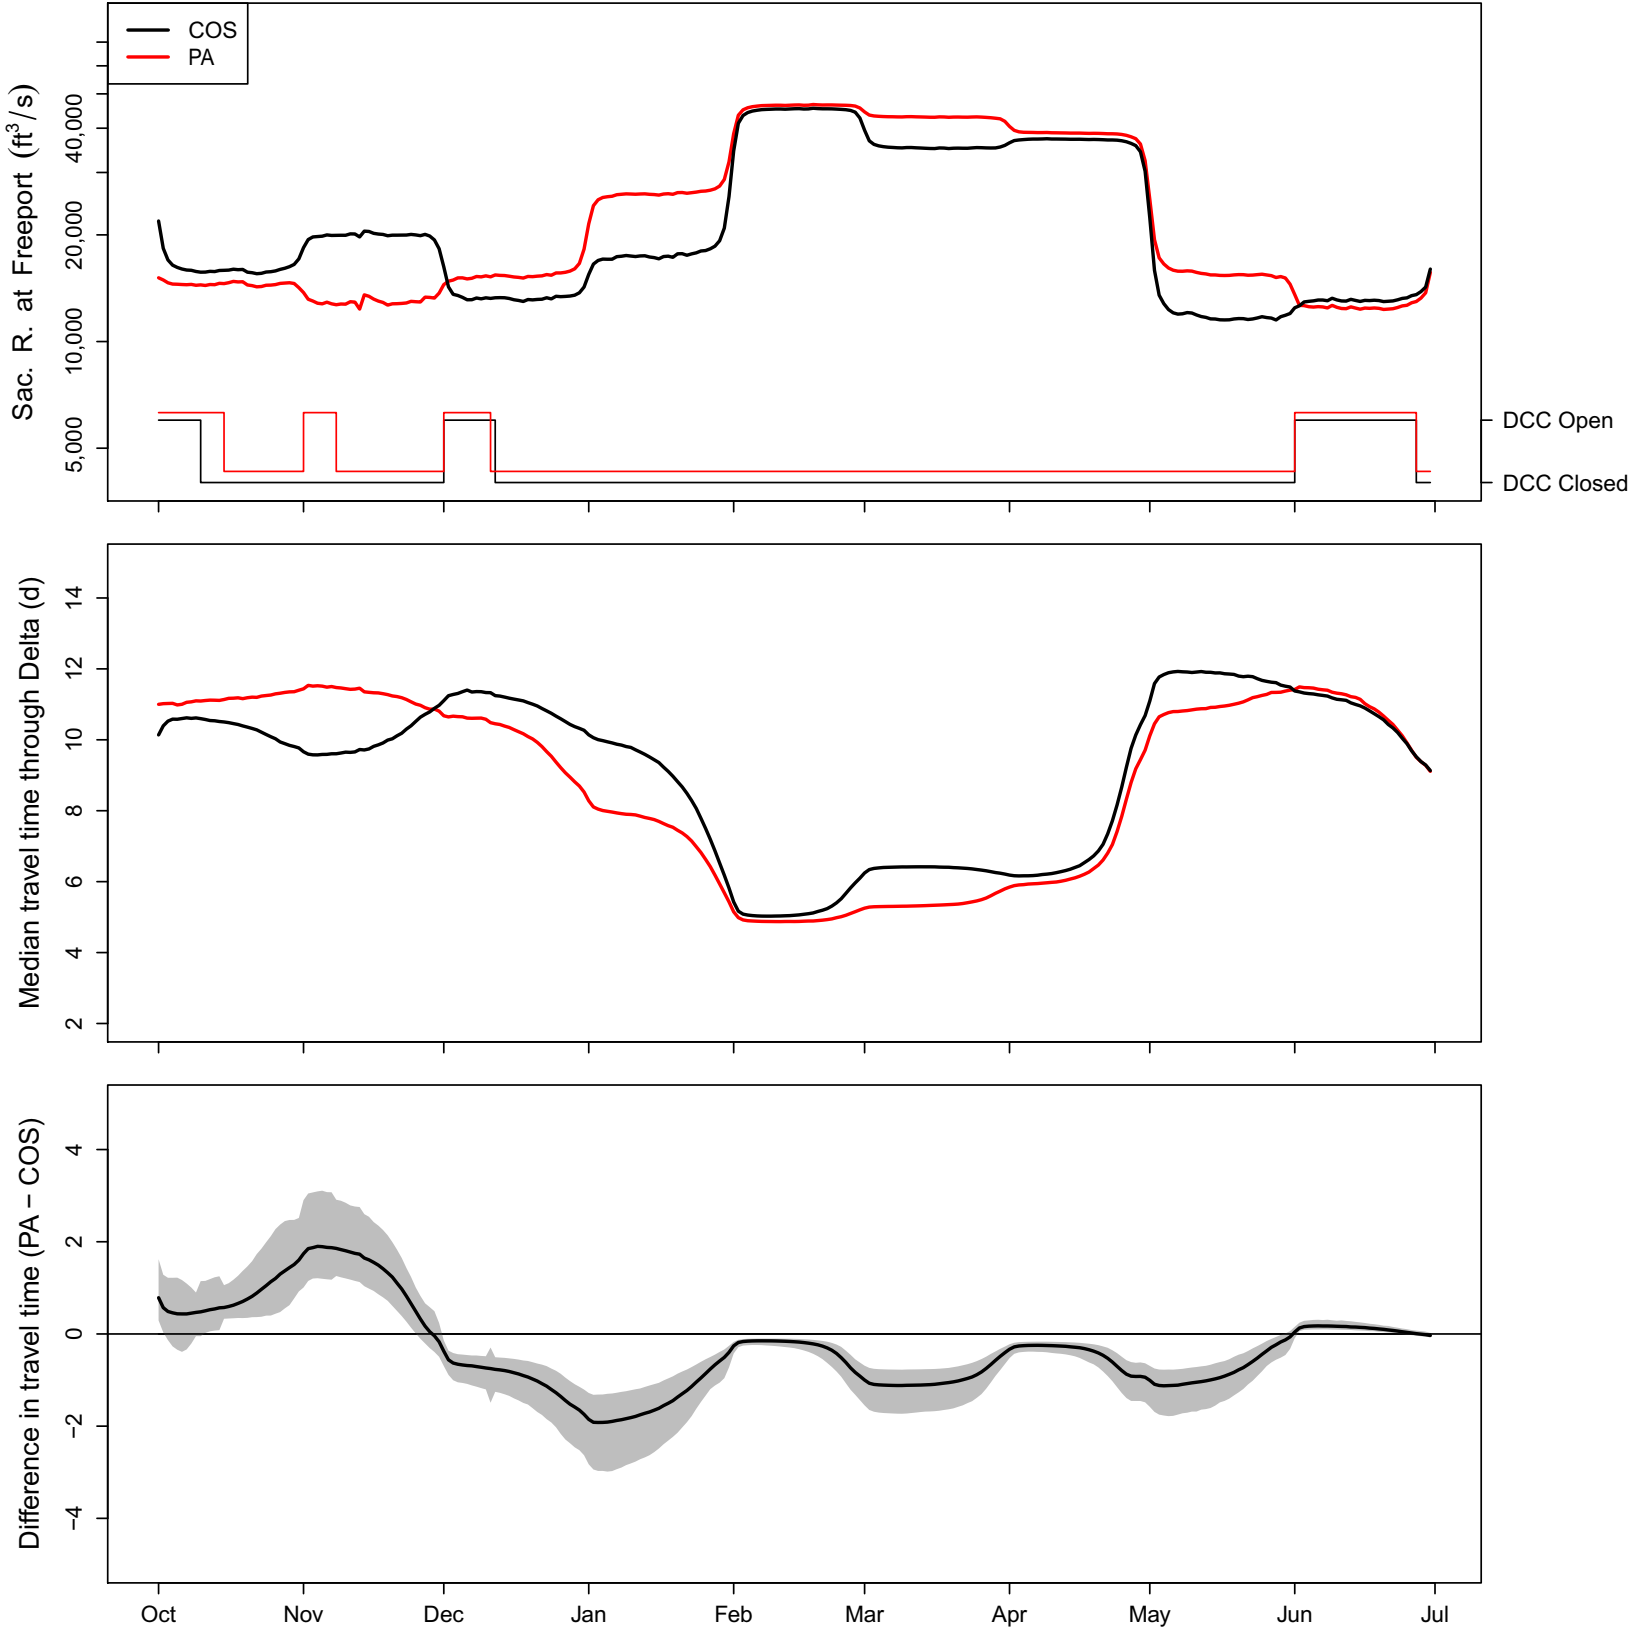 COS
PA
Sac. R. at Freeport (ft³/s)
40,000
20,000
10,000
5,000
DCC Open
DCC Closed
Median travel time through Delta (d)
14
12
10
8
6
4
2
Difference in travel time (PA − COS)
4
2
0
−2
−4
Oct Nov Dec Jan Feb Mar Apr May Jun Jul